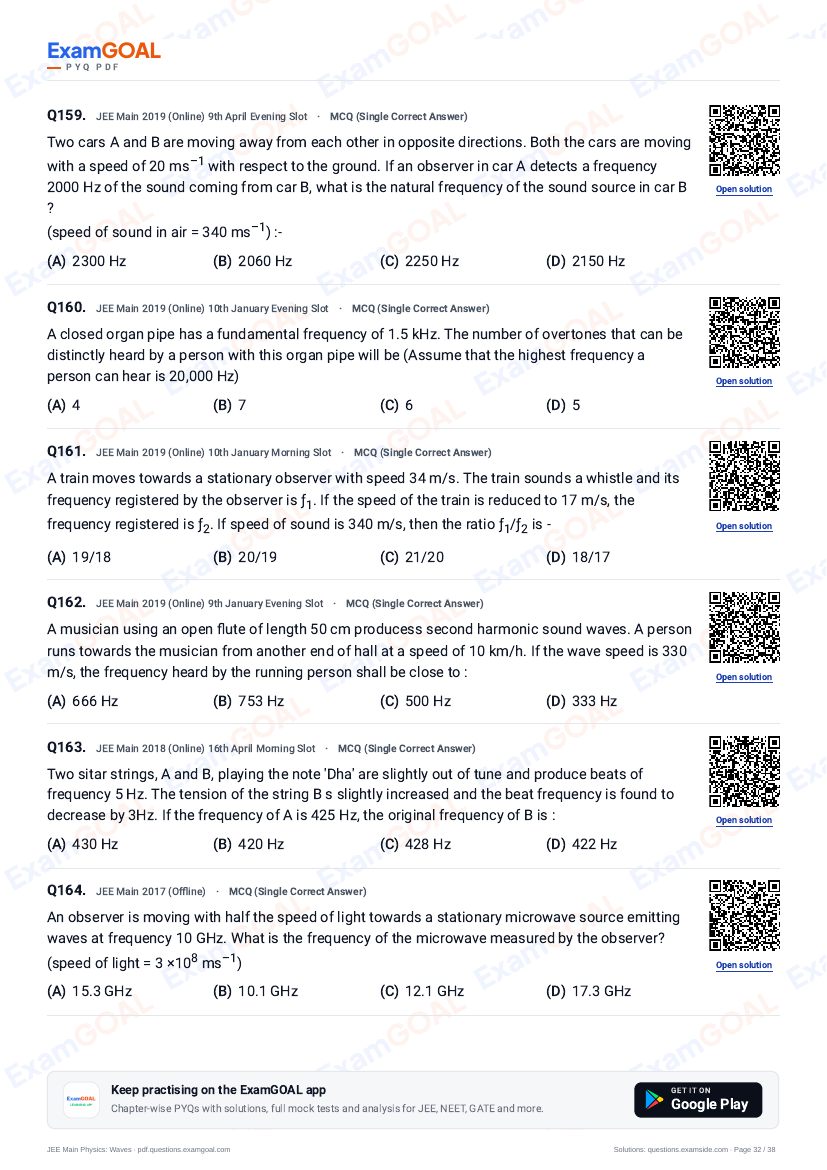 ExamGOAL
PYQ PDF
Q159. JEE Main 2019 (Online) 9th April Evening Slot · MCQ (Single Correct Answer)
Two cars A and B are moving away from each other in opposite directions. Both the cars are moving
with a speed of 20 ms⁻¹ with respect to the ground. If an observer in car A detects a frequency
2000 Hz of the sound coming from car B, what is the natural frequency of the sound source in car B
?
(speed of sound in air = 340 ms⁻¹) :-
(A) 2300 Hz (B) 2060 Hz (C) 2250 Hz (D) 2150 Hz
Open solution
Q160. JEE Main 2019 (Online) 10th January Evening Slot · MCQ (Single Correct Answer)
A closed organ pipe has a fundamental frequency of 1.5 kHz. The number of overtones that can be
distinctly heard by a person with this organ pipe will be (Assume that the highest frequency a
person can hear is 20,000 Hz)
(A) 4 (B) 7 (C) 6 (D) 5
Open solution
Q161. JEE Main 2019 (Online) 10th January Morning Slot · MCQ (Single Correct Answer)
A train moves towards a stationary observer with speed 34 m/s. The train sounds a whistle and its
frequency registered by the observer is ƒ₁. If the speed of the train is reduced to 17 m/s, the
frequency registered is ƒ₂. If speed of sound is 340 m/s, then the ratio ƒ₁/ƒ₂ is -
(A) 19/18 (B) 20/19 (C) 21/20 (D) 18/17
Open solution
Q162. JEE Main 2019 (Online) 9th January Evening Slot · MCQ (Single Correct Answer)
A musician using an open flute of length 50 cm producess second harmonic sound waves. A person
runs towards the musician from another end of hall at a speed of 10 km/h. If the wave speed is 330
m/s, the frequency heard by the running person shall be close to :
(A) 666 Hz (B) 753 Hz (C) 500 Hz (D) 333 Hz
Open solution
Q163. JEE Main 2018 (Online) 16th April Morning Slot · MCQ (Single Correct Answer)
Two sitar strings, A and B, playing the note 'Dha' are slightly out of tune and produce beats of
frequency 5 Hz. The tension of the string B s slightly increased and the beat frequency is found to
decrease by 3Hz. If the frequency of A is 425 Hz, the original frequency of B is :
(A) 430 Hz (B) 420 Hz (C) 428 Hz (D) 422 Hz
Open solution
Q164. JEE Main 2017 (Offline) · MCQ (Single Correct Answer)
An observer is moving with half the speed of light towards a stationary microwave source emitting
waves at frequency 10 GHz. What is the frequency of the microwave measured by the observer?
(speed of light = 3 ×10⁸ ms⁻¹)
(A) 15.3 GHz (B) 10.1 GHz (C) 12.1 GHz (D) 17.3 GHz
Open solution
ExamGOAL
Keep practising on the ExamGOAL app
Chapter-wise PYQs with solutions, full mock tests and analysis for JEE, NEET, GATE and more.
GET IT ON
Google Play
JEE Main Physics: Waves · pdf.questions.examgoal.com
Solutions: questions.examside.com · Page 32 / 38